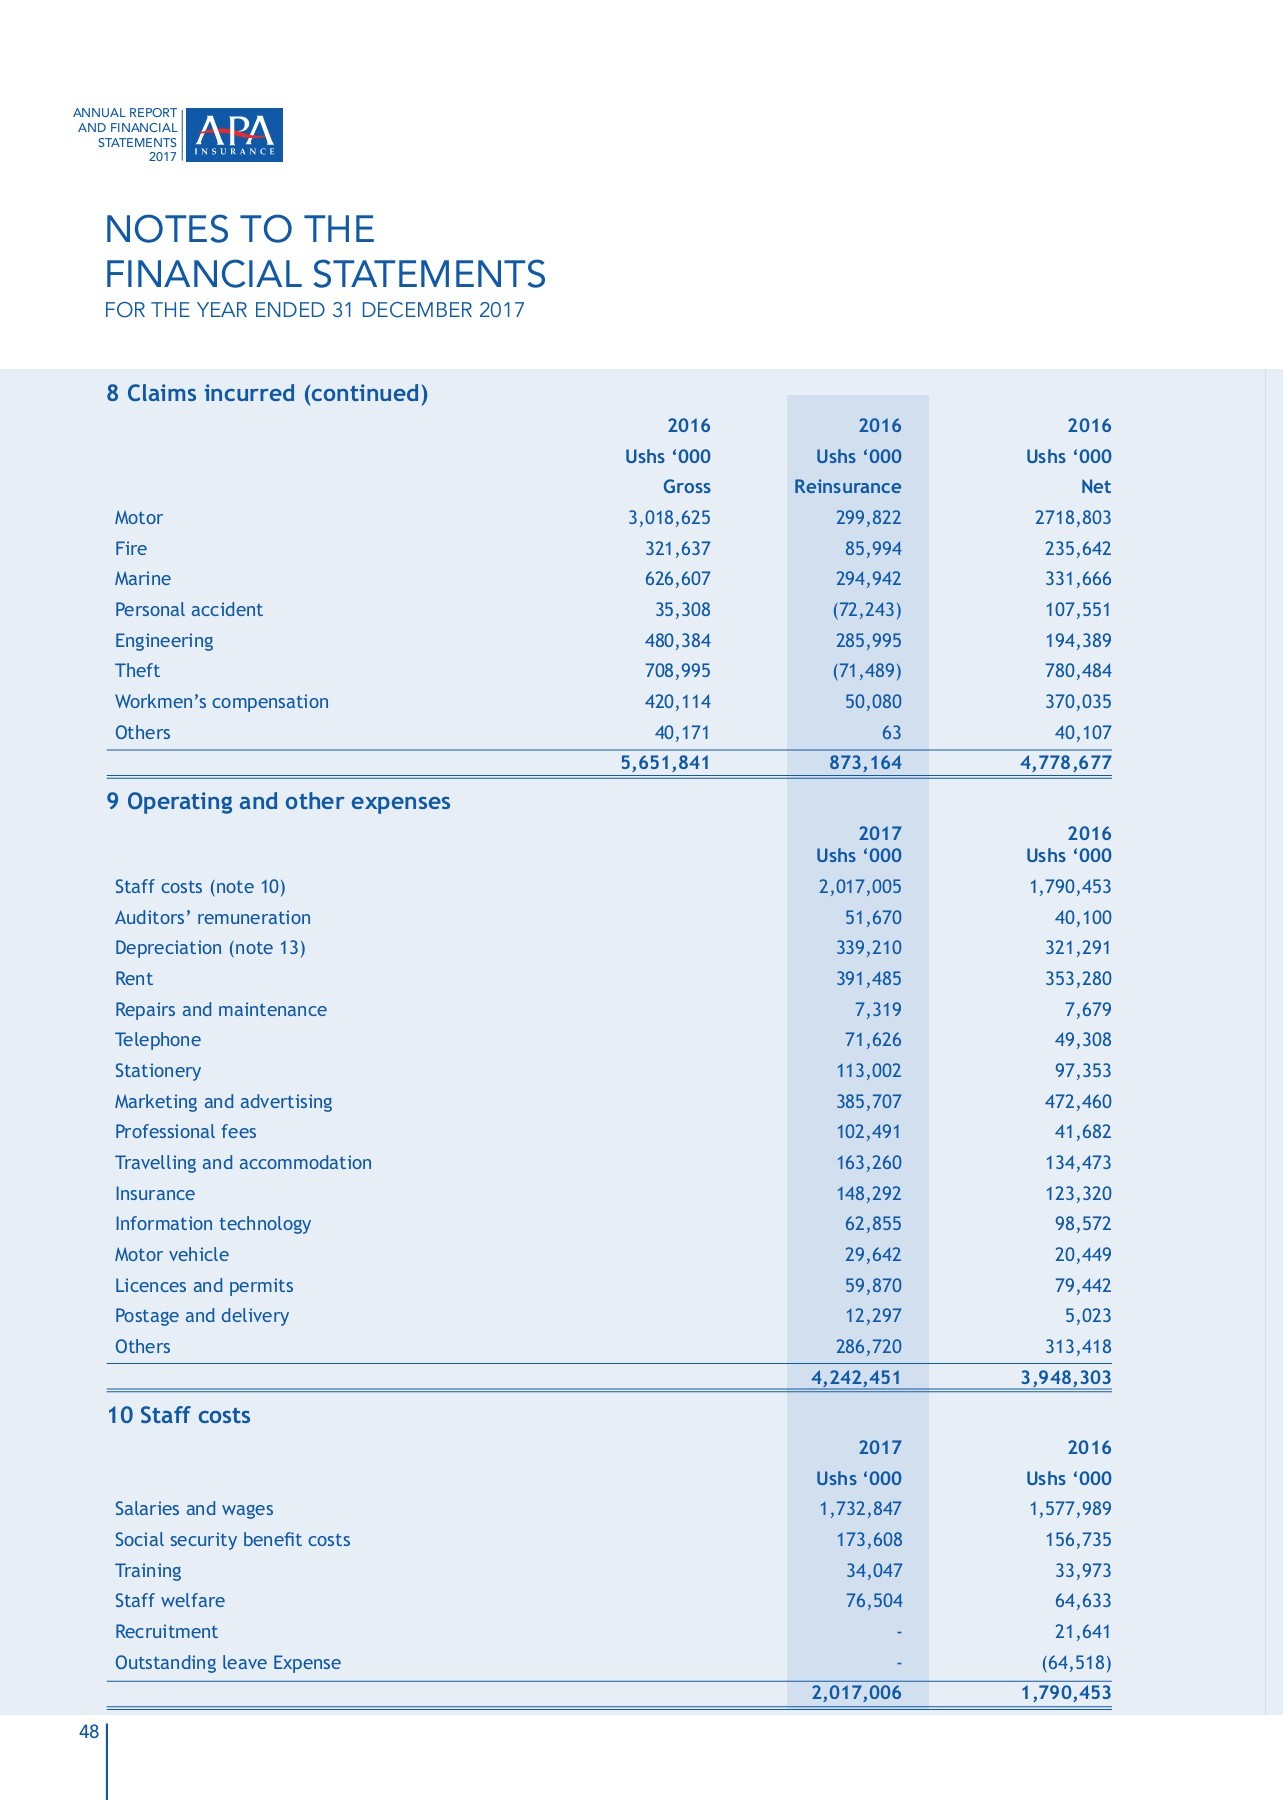 ANNUAL REPORT
AND FINANCIAL
STATEMENTS
2017
APA
INSURANCE
NOTES TO THE
FINANCIAL STATEMENTS
FOR THE YEAR ENDED 31 DECEMBER 2017
8 Claims incurred (continued)
2016 2016 2016
Ushs ‘000 Ushs ‘000 Ushs ‘000
Gross Reinsurance Net
Motor 3,018,625 299,822 2718,803
Fire 321,637 85,994 235,642
Marine 626,607 294,942 331,666
Personal accident 35,308 (72,243) 107,551
Engineering 480,384 285,995 194,389
Theft 708,995 (71,489) 780,484
Workmen’s compensation 420,114 50,080 370,035
Others 40,171 63 40,107
5,651,841 873,164 4,778,677
9 Operating and other expenses
2017 2016
Ushs ‘000 Ushs ‘000
Staff costs (note 10) 2,017,005 1,790,453
Auditors’ remuneration 51,670 40,100
Depreciation (note 13) 339,210 321,291
Rent 391,485 353,280
Repairs and maintenance 7,319 7,679
Telephone 71,626 49,308
Stationery 113,002 97,353
Marketing and advertising 385,707 472,460
Professional fees 102,491 41,682
Travelling and accommodation 163,260 134,473
Insurance 148,292 123,320
Information technology 62,855 98,572
Motor vehicle 29,642 20,449
Licences and permits 59,870 79,442
Postage and delivery 12,297 5,023
Others 286,720 313,418
4,242,451 3,948,303
10 Staff costs
2017 2016
Ushs ‘000 Ushs ‘000
Salaries and wages 1,732,847 1,577,989
Social security benefit costs 173,608 156,735
Training 34,047 33,973
Staff welfare 76,504 64,633
Recruitment - 21,641
Outstanding leave Expense - (64,518)
2,017,006 1,790,453
48